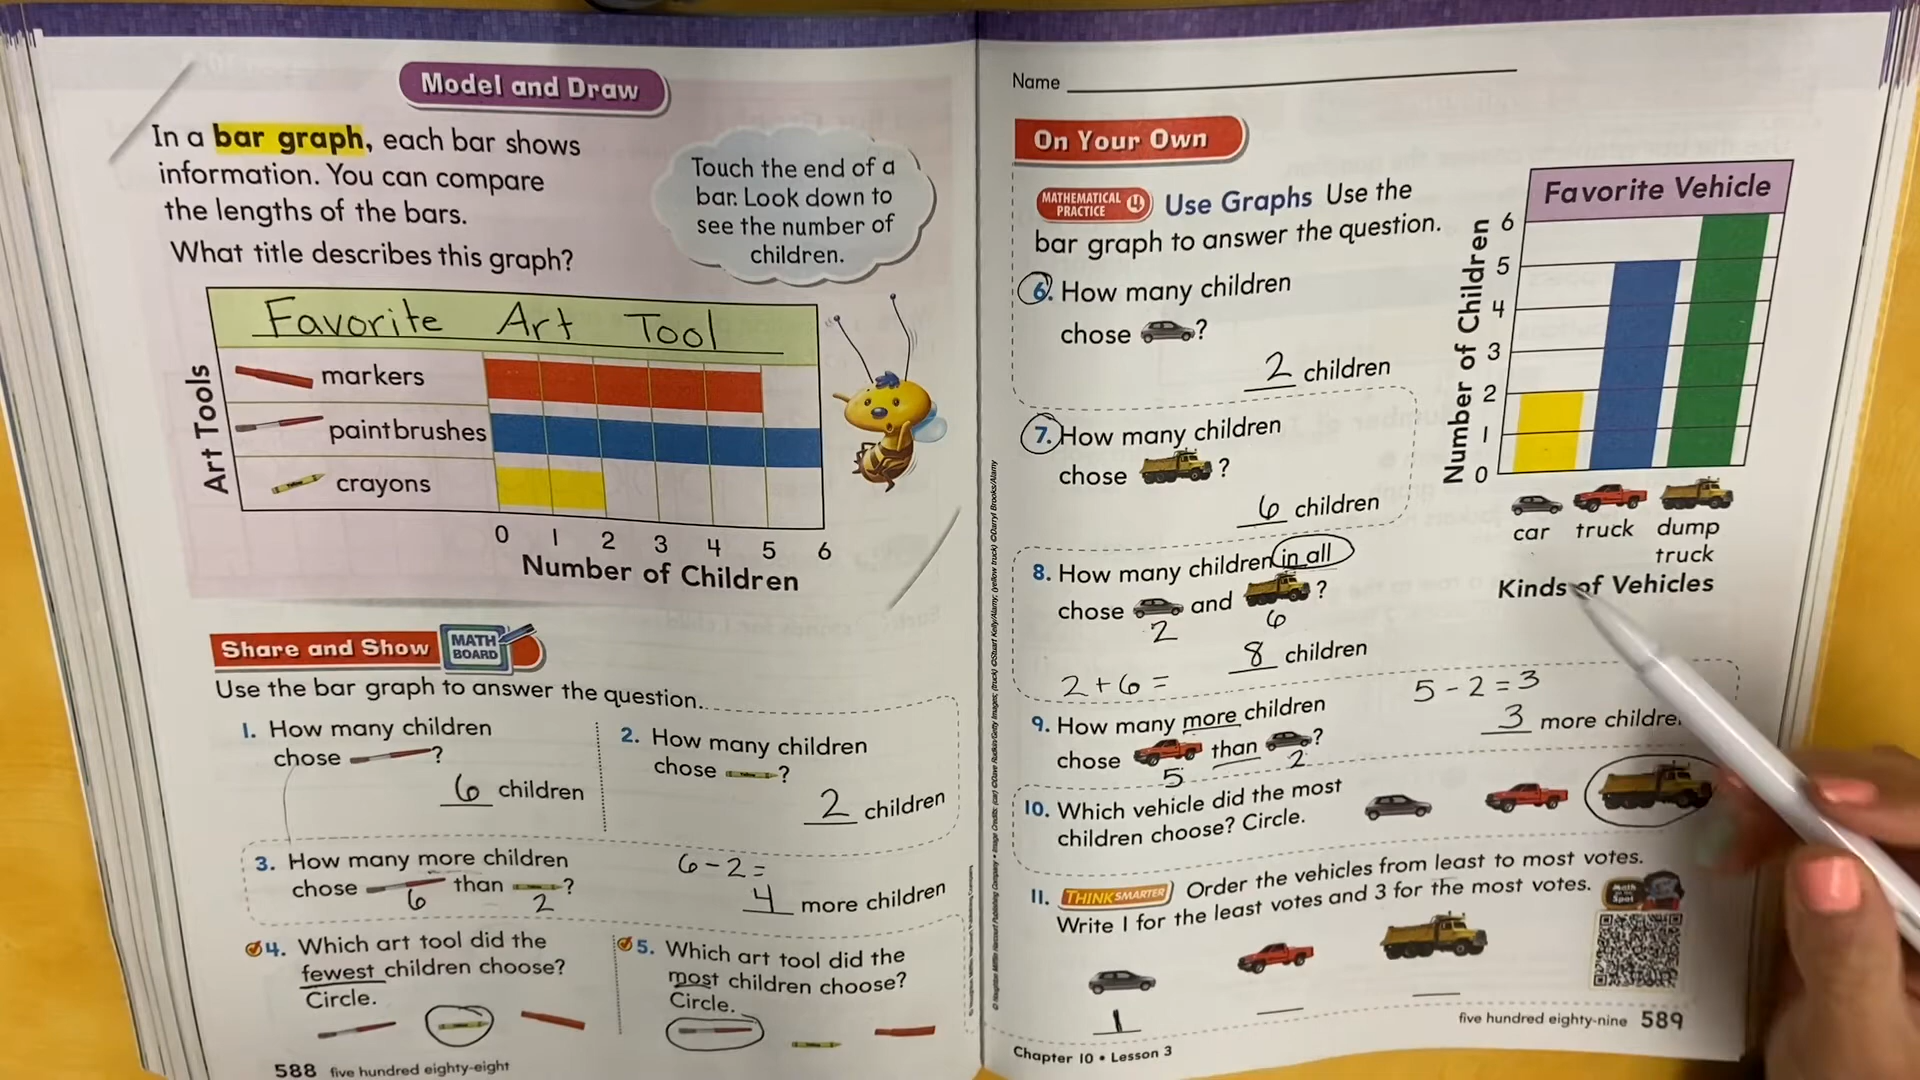 Model and Draw
In a bar graph, each bar shows
information. You can compare
the lengths of the bars.
What title describes this graph?
Touch the end of a
bar. Look down to
see the number of
children.
Favorite Art Tool
Art Tools
markers
paintbrushes
crayons
0 1 2 3 4 5 6
Number of Children
Share and Show MATH
BOARD
Use the bar graph to answer the question.
1. How many children
chose ?
6 children
2. How many children
chose ?
2 children
3. How many more children
chose than ?
6 2
6-2=
4 more children
4. Which art tool did the
fewest children choose?
Circle.
5. Which art tool did the
most children choose?
Circle.
588 five hundred eighty-eight
Name
On Your Own
MATHEMATICAL
PRACTICE 4 Use Graphs Use the
bar graph to answer the question.
6. How many children
chose ?
2 children
7. How many children
chose ?
6 children
8. How many children in all
chose and ?
2 6
8 children
2+6=
9. How many more children
chose than ?
5 2
5-2=3
3 more childre
10. Which vehicle did the most
children choose? Circle.
11. THINKSMARTER Order the vehicles from least to most votes.
Write 1 for the least votes and 3 for the most votes.
Math
on the
Spot
1
Favorite Vehicle
Number of Children
6
5
4
3
2
1
0
car truck dump
truck
Kinds of Vehicles
five hundred eighty-nine 589
Chapter 10 • Lesson 3